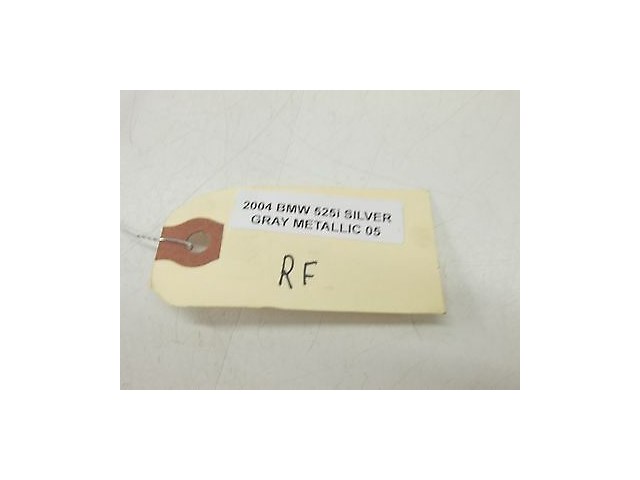 2004 BMW 525i SILVER
GRAY METALLIC 05
RF